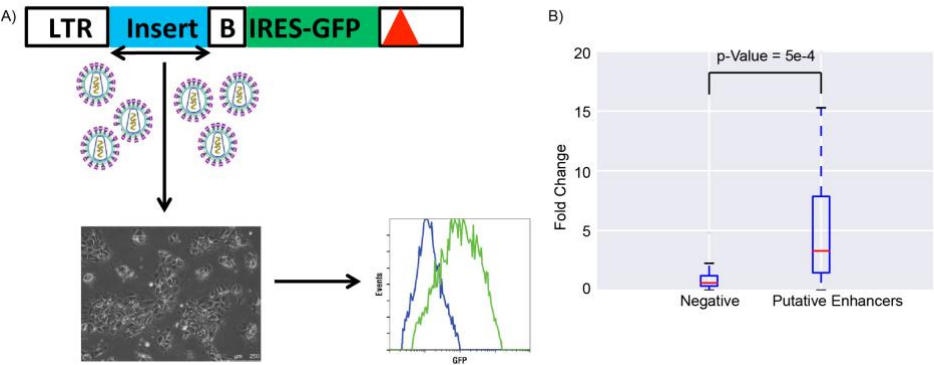 A)
LTR Insert B IRES-GFP
Events
GFP
B)
p-Value = 5e-4
Fold Change
20
15
10
5
0
Negative Putative Enhancers